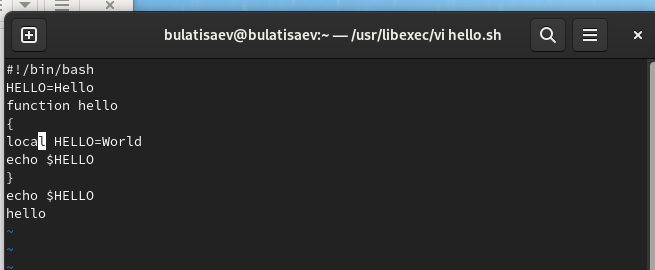 bulatisaev@bulatisaev:~ — /usr/libexec/vi hello.sh
#!/bin/bash
HELLO=Hello
function hello
{
local HELLO=World
echo $HELLO
}
echo $HELLO
hello
~
~
~